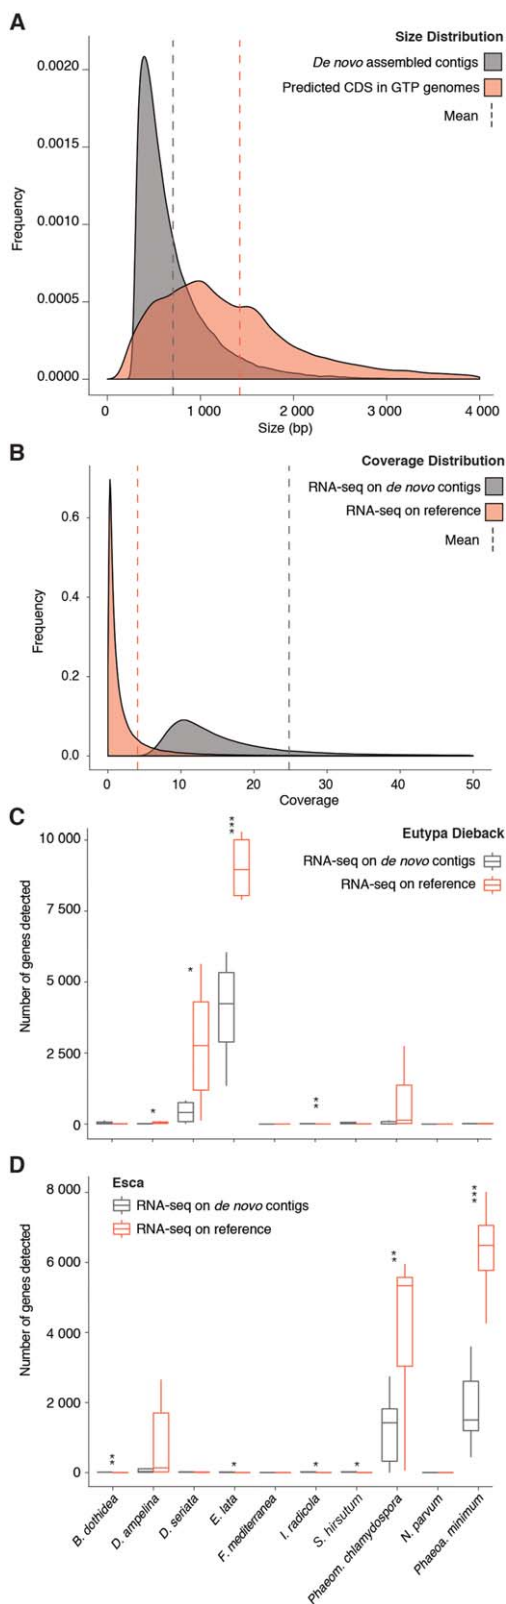 A
Size Distribution
De novo assembled contigs
Predicted CDS in GTP genomes
Mean
Frequency
0.0020
0.0015
0.0010
0.0005
0.0000
0
1 000
2 000
3 000
4 000
Size (bp)
B
Coverage Distribution
RNA-seq on de novo contigs
RNA-seq on reference
Mean
Frequency
0.6
0.4
0.2
0.0
0
10
20
30
40
50
Coverage
C
Eutypa Dieback
RNA-seq on de novo contigs
RNA-seq on reference
Number of genes detected
10 000
7 500
5 000
2 500
0
*
*
***
**
D
Esca
RNA-seq on de novo contigs
RNA-seq on reference
Number of genes detected
8 000
6 000
4 000
2 000
0
**
*
*
*
**
***
B. dothidea
D. ampelina
D. seriata
E. lata
F. mediterranea
I. radicola
S. hirsutum
Phaeom. chlamydospora
N. parvum
Phaeoa. minimum